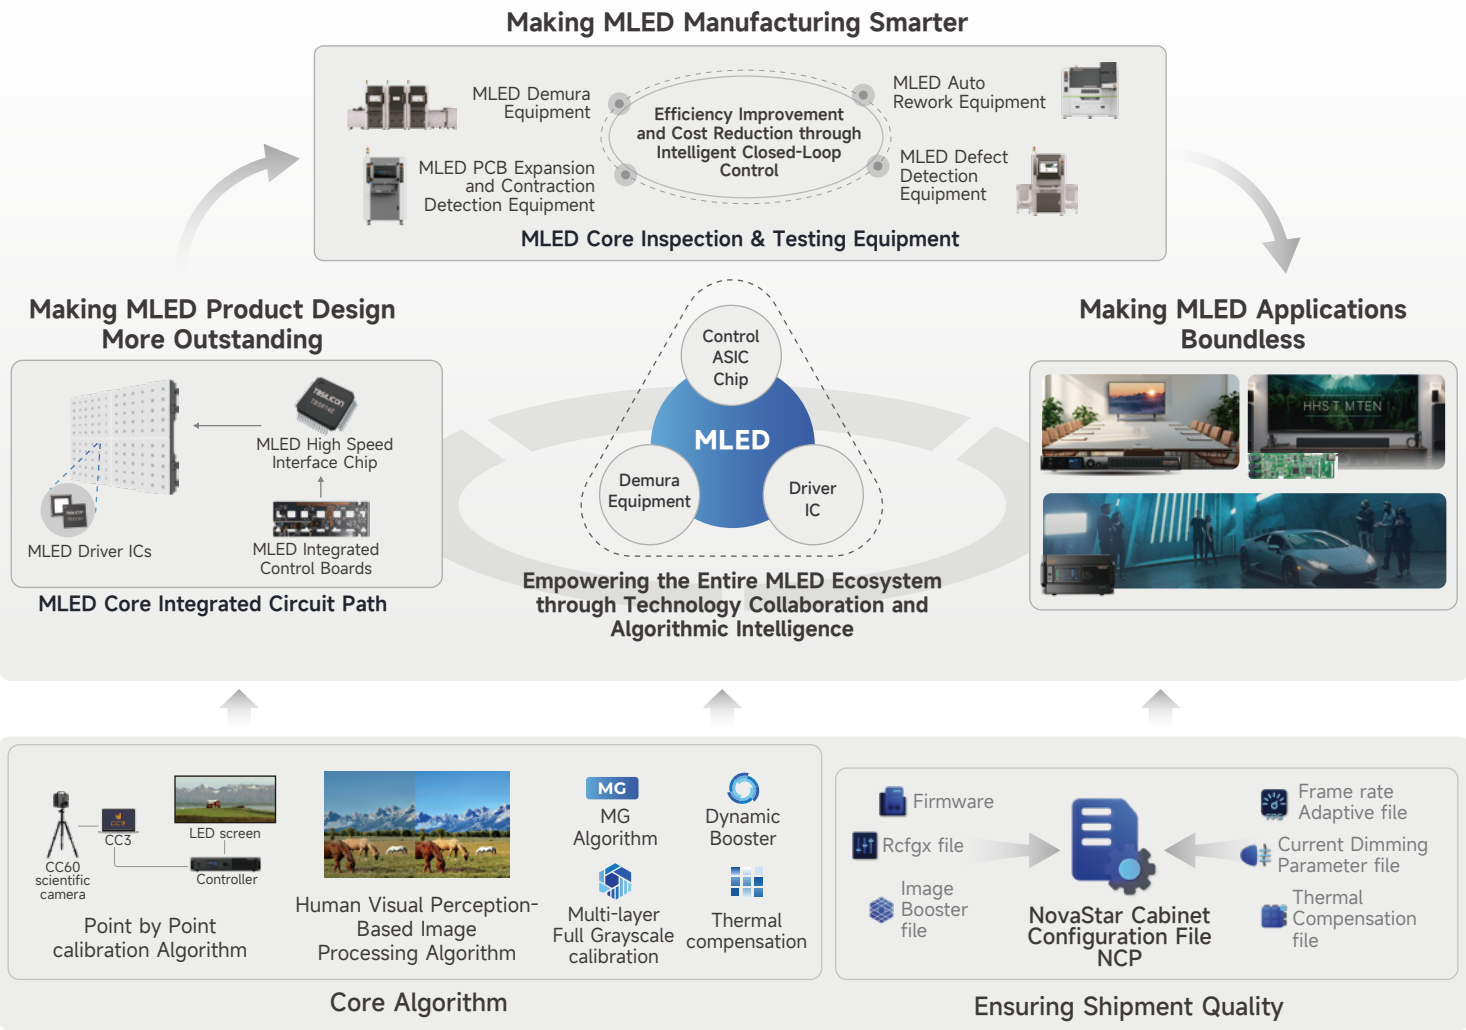 Making MLED Manufacturing Smarter
MLED Demura
Equipment
MLED PCB Expansion
and Contraction
Detection Equipment
Efficiency Improvement
and Cost Reduction through
Intelligent Closed-Loop
Control
MLED Auto
Rework Equipment
MLED Defect
Detection
Equipment
MLED Core Inspection & Testing Equipment
Making MLED Product Design
More Outstanding
MLED High Speed
Interface Chip
MLED Driver ICs
MLED Integrated
Control Boards
MLED Core Integrated Circuit Path
Control
ASIC
Chip
MLED
Demura
Equipment
Driver
IC
Empowering the Entire MLED Ecosystem
through Technology Collaboration and
Algorithmic Intelligence
Making MLED Applications
Boundless
HHS T MTEN
CC60
scientific
camera
CC3
LED screen
Controller
Point by Point
calibration Algorithm
Human Visual Perception-
Based Image
Processing Algorithm
MG
MG
Algorithm
Dynamic
Booster
Multi-layer
Full Grayscale
calibration
Thermal
compensation
Core Algorithm
Firmware
Rcfgx file
Image
Booster
file
NovaStar Cabinet
Configuration File
NCP
Frame rate
Adaptive file
Current Dimming
Parameter file
Thermal
Compensation
file
Ensuring Shipment Quality